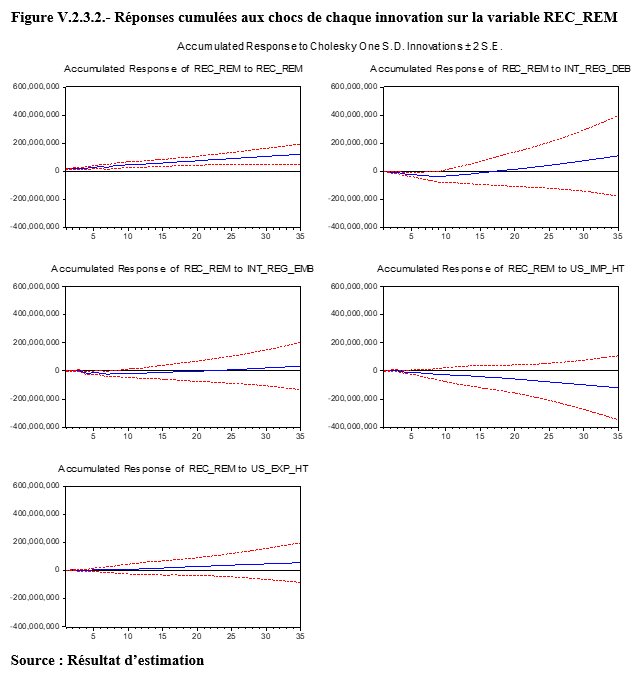 Figure V.2.3.2.- Réponses cumulées aux chocs de chaque innovation sur la variable REC_REM
Accumulated Response to Cholesky One S.D. Innovations ± 2 S.E.
Accumulated Response of REC_REM to REC_REM
600,000,000
400,000,000
200,000,000
0
-200,000,000
-400,000,000
5 10 15 20 25 30 35
Accumulated Response of REC_REM to INT_REG_DEB
600,000,000
400,000,000
200,000,000
0
-200,000,000
-400,000,000
5 10 15 20 25 30 35
Accumulated Response of REC_REM to INT_REG_EMB
600,000,000
400,000,000
200,000,000
0
-200,000,000
-400,000,000
5 10 15 20 25 30 35
Accumulated Response of REC_REM to US_IMP_HT
600,000,000
400,000,000
200,000,000
0
-200,000,000
-400,000,000
5 10 15 20 25 30 35
Accumulated Response of REC_REM to US_EXP_HT
600,000,000
400,000,000
200,000,000
0
-200,000,000
-400,000,000
5 10 15 20 25 30 35
Source : Résultat d’estimation